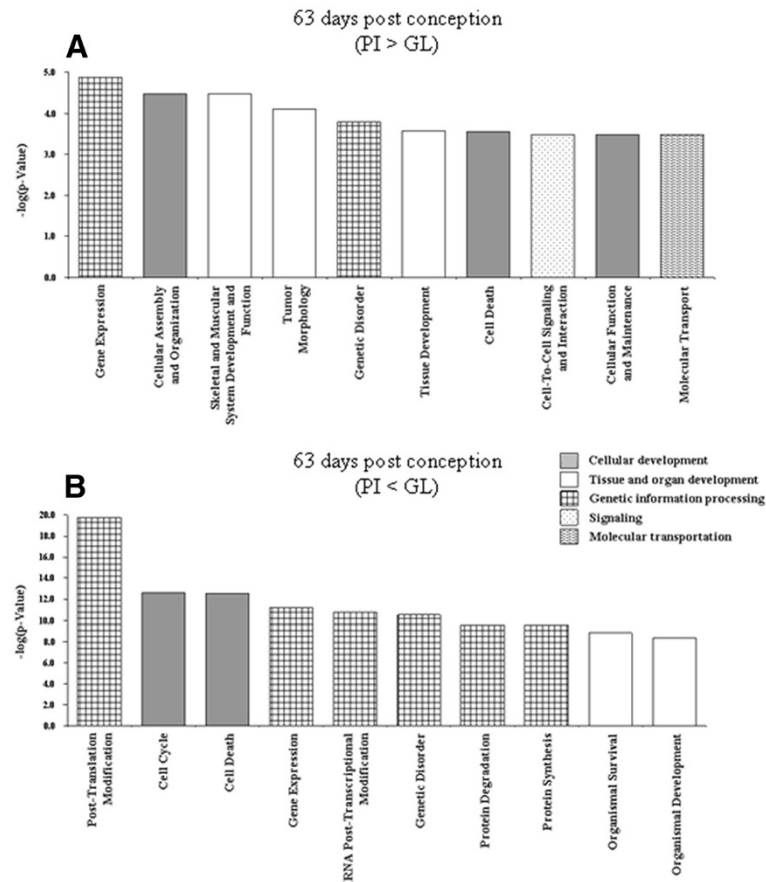 63 days post conception
(PI > GL)
A
-log(p-Value)
5.0
4.0
3.0
2.0
1.0
0.0
Gene Expression
Cellular Assembly
and Organization
Skeletal and Muscular
System Development and
Function
Tumor
Morphology
Genetic Disorder
Tissue Development
Cell Death
Cell-To-Cell Signaling
and Interaction
Cellular Function
and Maintenance
Molecular Transport
63 days post conception
(PI < GL)
B
Cellular development
Tissue and organ development
Genetic information processing
Signaling
Molecular transportation
-log(p-Value)
20.0
18.0
16.0
14.0
12.0
10.0
8.0
6.0
4.0
2.0
0.0
Post-Translation
Modification
Cell Cycle
Cell Death
Gene Expression
RNA Post-Transcriptional
Modification
Genetic Disorder
Protein Degradation
Protein Synthesis
Organismal Survival
Organismal Development